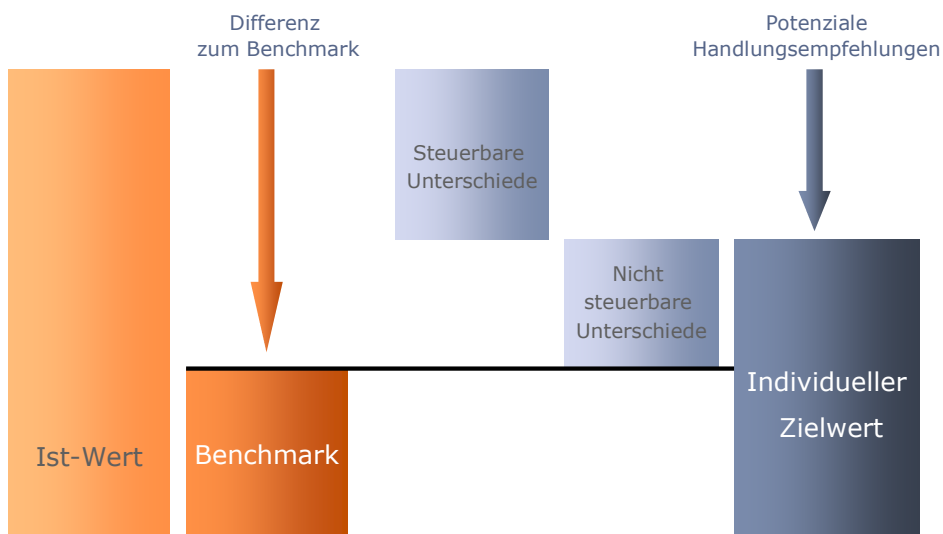 Differenz
zum Benchmark
Potenziale
Handlungsempfehlungen
Steuerbare
Unterschiede
Nicht
steuerbare
Unterschiede
Individueller
Zielwert
Ist-Wert
Benchmark